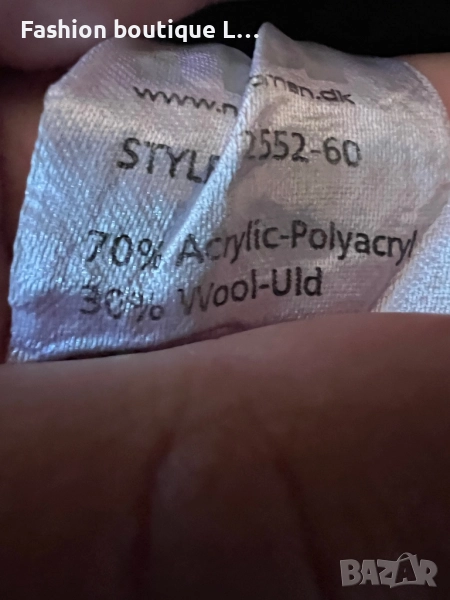 Fashion boutique L...
STYLE 2552-60
70% Acrylic-Polyacryl
30% Wool-Uld
BAZAR